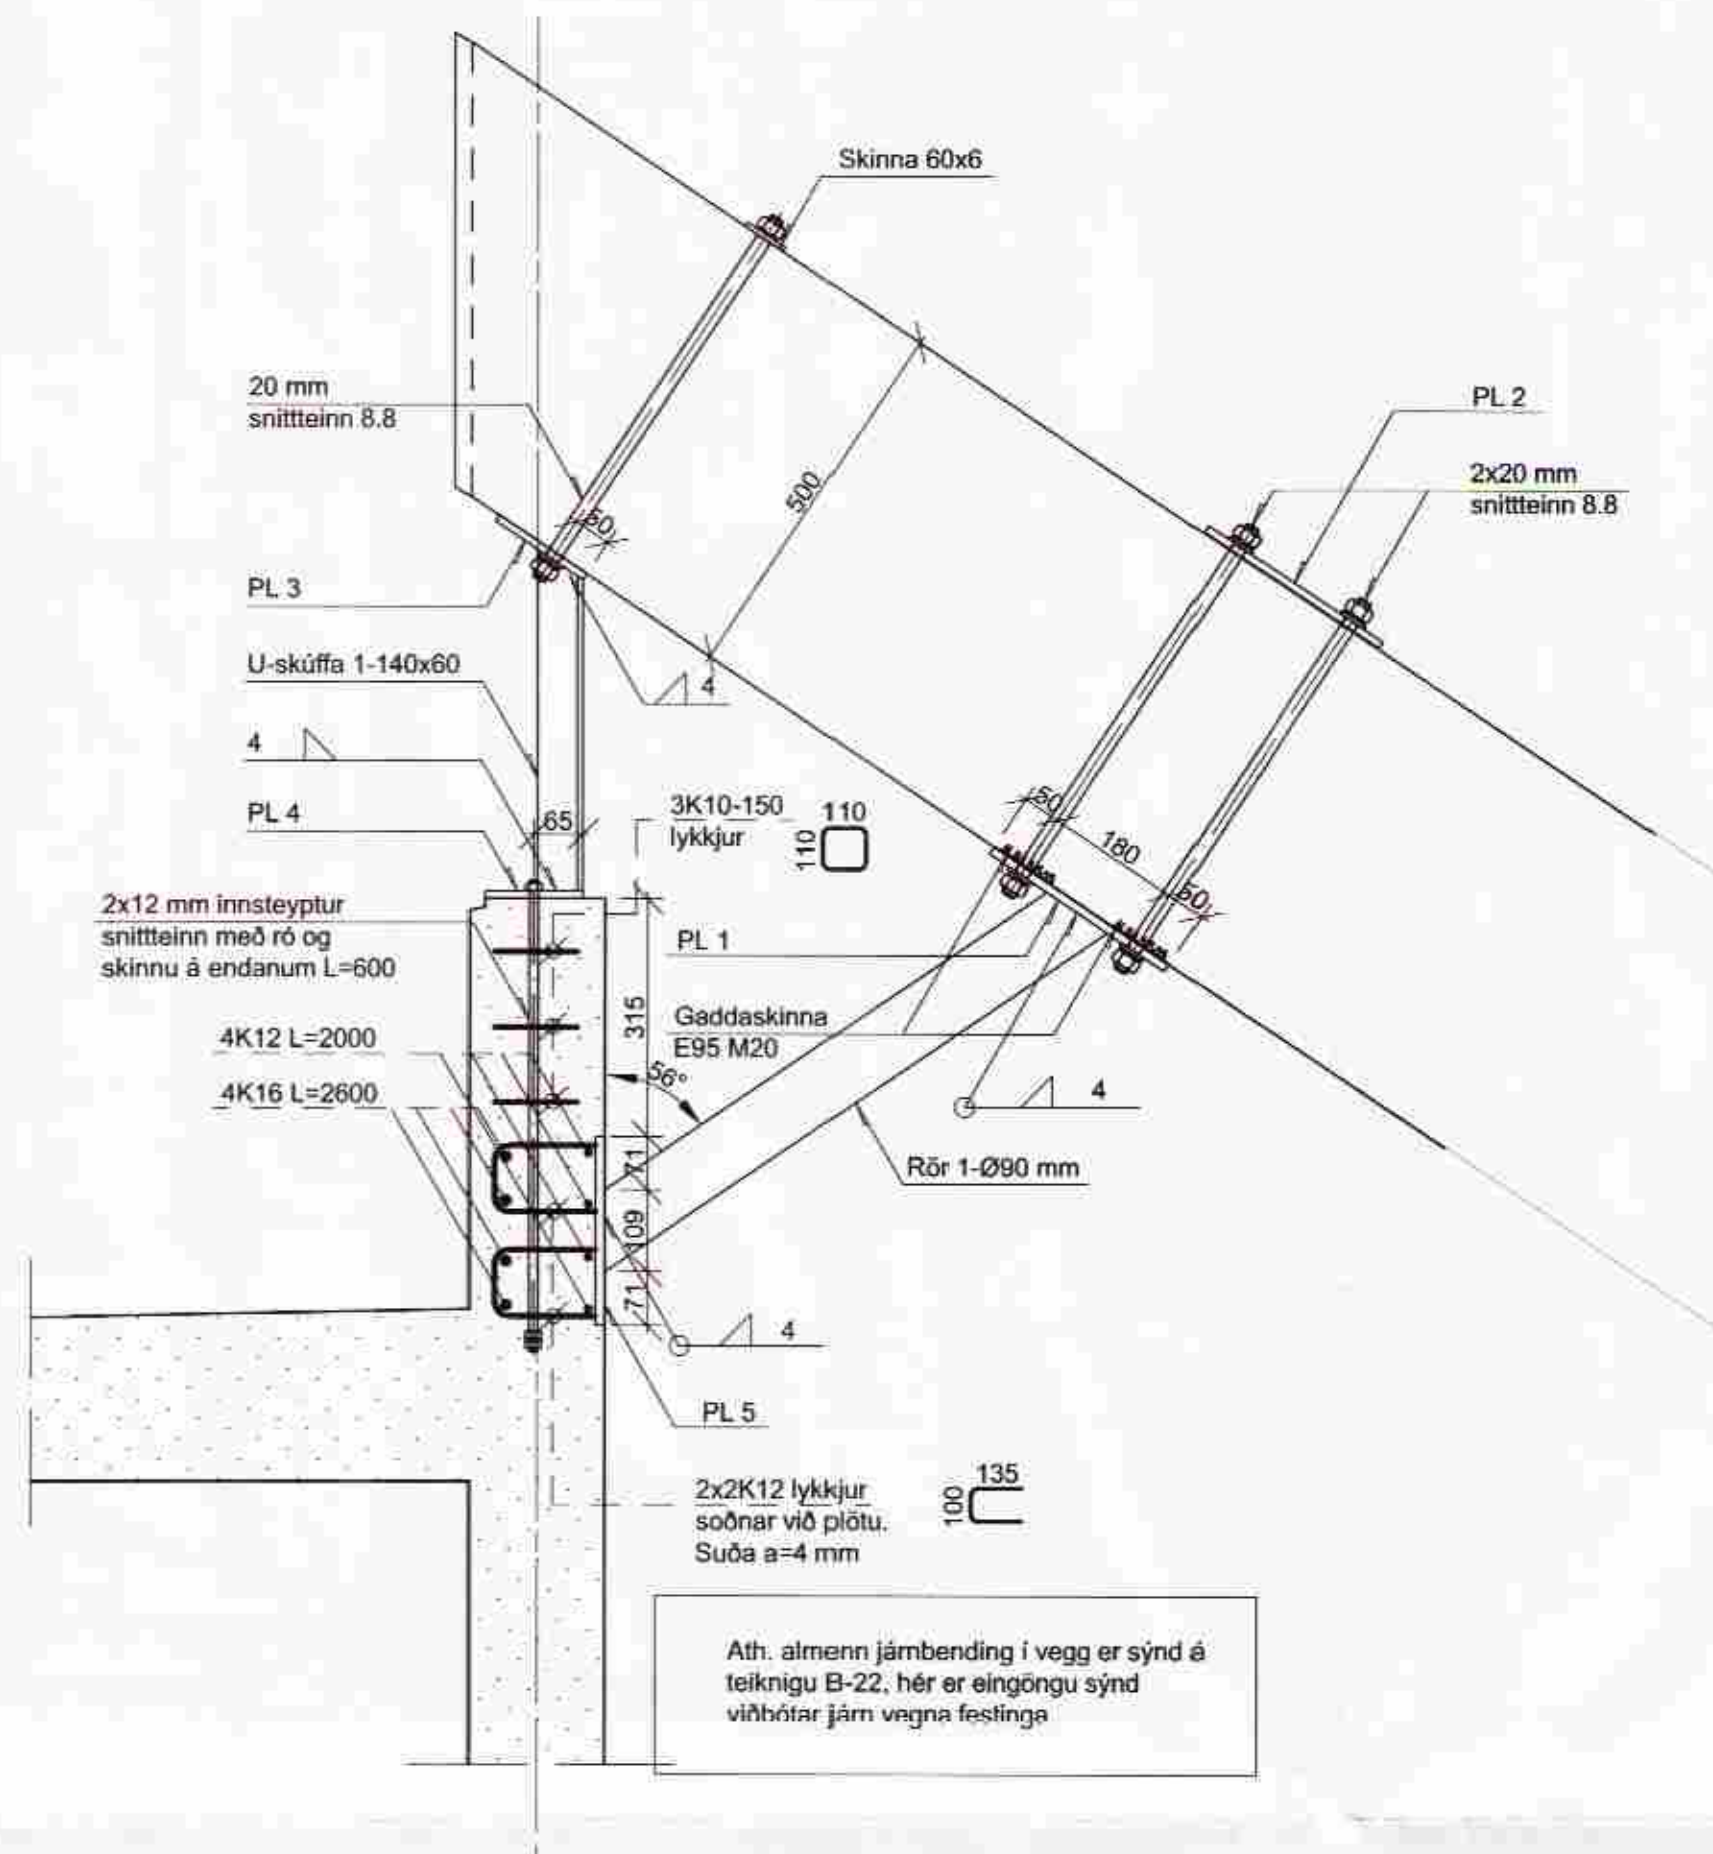 Skinna 60x6
20 mm
snittteinn 8.8
PL 2
2x20 mm
snittteinn 8.8
500
50
PL 3
U-skúffa 1-140x60
4
4
PL 4
65
3K10-150
lykkjur
110
110
50
180
50
2x12 mm innsteyptur
snittteinn með ró og
skinnu á endanum L=600
PL 1
315
Gaddaskinna
E95 M20
4K12 L=2000
4K16 L=2600
56°
4
71
Rör 1-Ø90 mm
109
71
4
PL 5
2x2K12 lykkjur
soðnar við plötu.
Suða a=4 mm
135
100
Ath. almenn járnbending í vegg er sýnd á
teiknigu B-22, hér er eingöngu sýnd
viðbótar járn vegna festinga